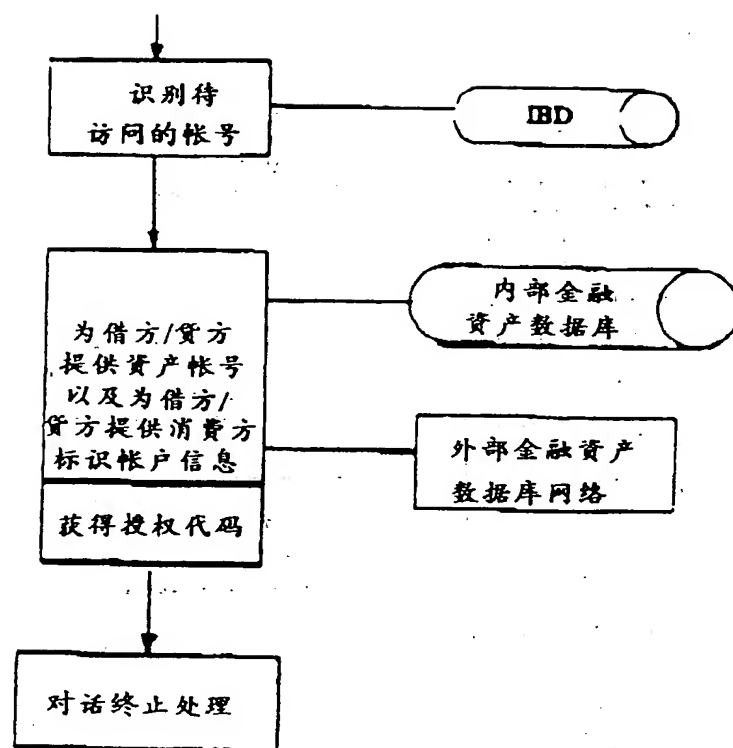 识别待
访问的帐号
IBD
为借方/贷方
提供资产帐号
以及为借方/
贷方提供消费方
标识帐户信息
内部金融
资产数据库
外部金融资产
数据库网络
获得授权代码
对话终止处理